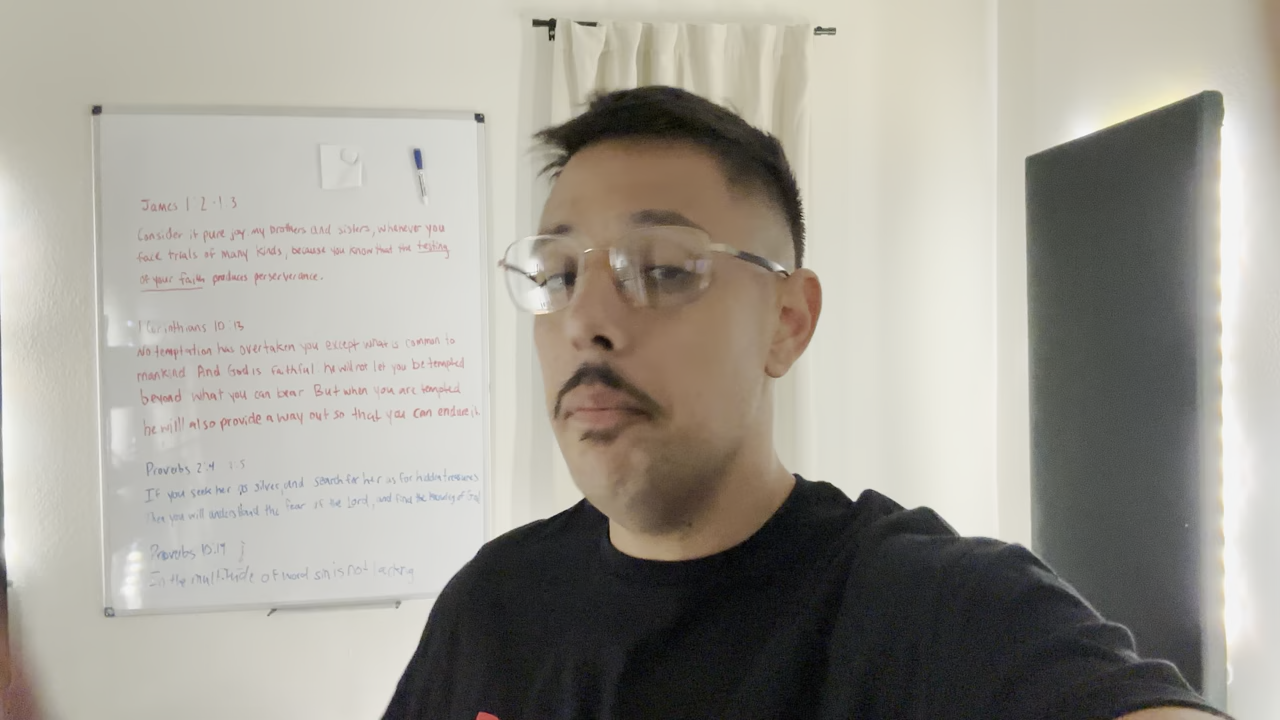 James 1 2-13
Consider it pure joy my brothers and sisters, whenever you
face trials of many kinds, because you know that the testing
of your faith produces perserverance.
1 Corinthians 10:13
No temptation has overtaken you except what is common to
mankind. And God is faithful he will not let you be tempted
beyond what you can bear But when you are tempted
he will also provide a way out so that you can endure it
Proverbs 2:4 :5
If you seek her as silver, and search for her as for hidden treasures
then you will understand the fear of the Lord, and find the of God
Proverbs 10:19
In the multitude of word sin is not lacking